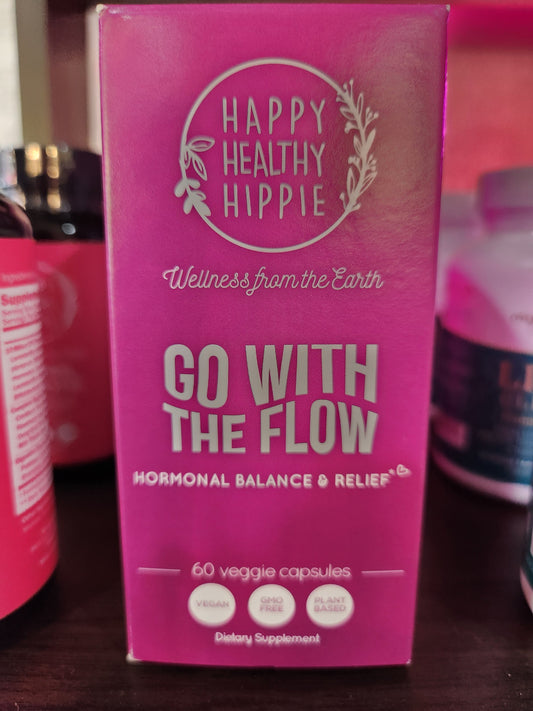 HAPPY
HEALTHY
HIPPIE
Wellness from the Earth
GO WITH
THE FLOW
HORMONAL BALANCE & RELIEF*
60 veggie capsules
VEGAN
GMO FREE
PLANT BASED
Dietary Supplement